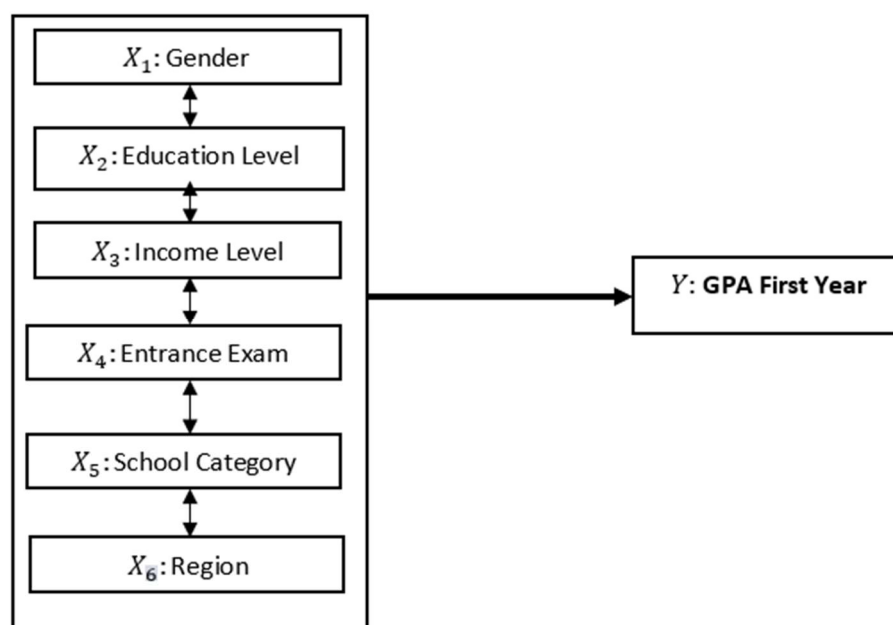 X₁: Gender
X₂: Education Level
X₃: Income Level
X₄: Entrance Exam
X₅: School Category
X₆: Region
Y: GPA First Year